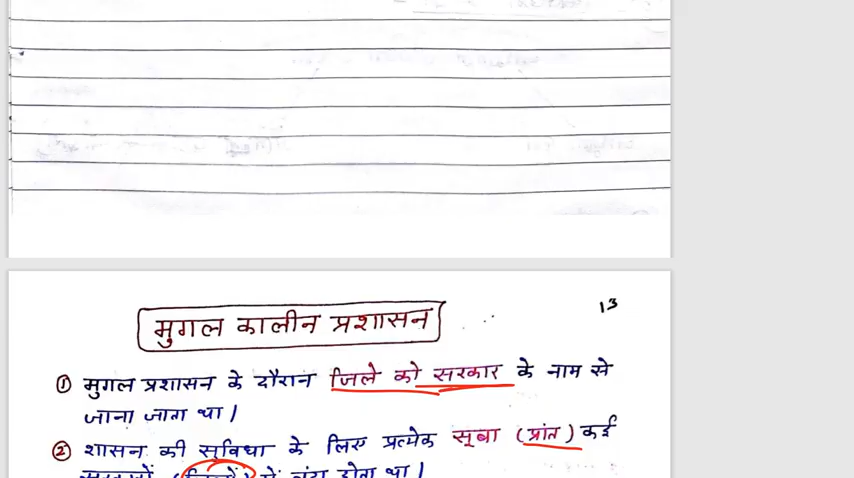 13
मुगल कालीन प्रशासन
① मुगल प्रशासन के दौरान जिले को सरकार के नाम से
जाना जाता था।
② शासन की सुविधा के लिए प्रत्येक सूबा (प्रांत) कई
में बंटा होता था।